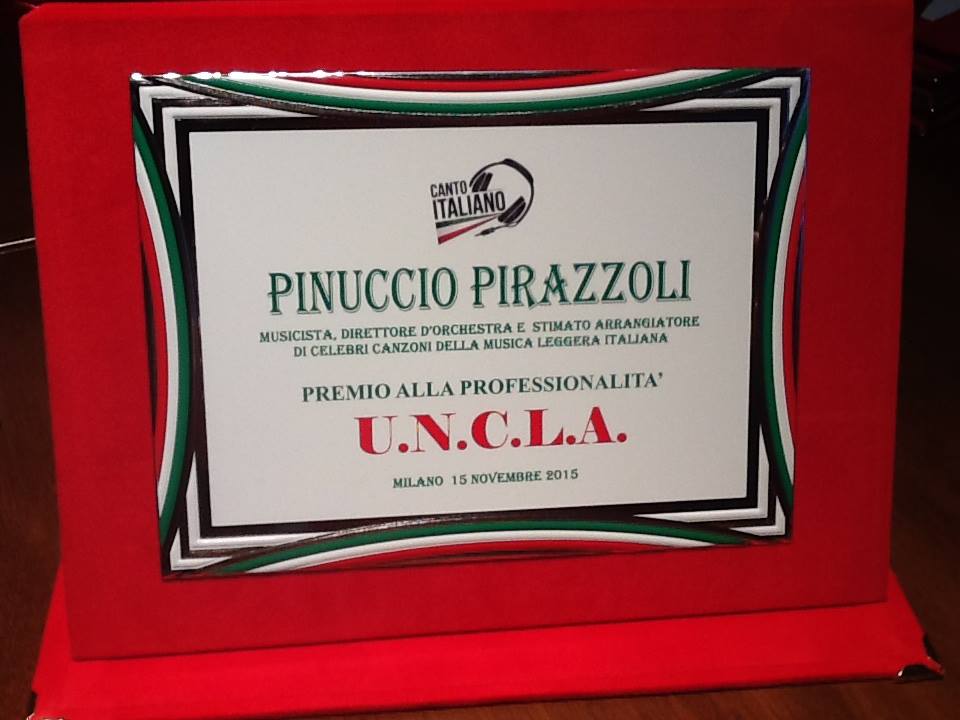 CANTO
ITALIANO
PINUCCIO PIRAZZOLI
MUSICISTA, DIRETTORE D'ORCHESTRA E STIMATO ARRANGIATORE
DI CELEBRI CANZONI DELLA MUSICA LEGGERA ITALIANA
PREMIO ALLA PROFESSIONALITA'
U.N.C.L.A.
MILANO 15 NOVEMBRE 2015